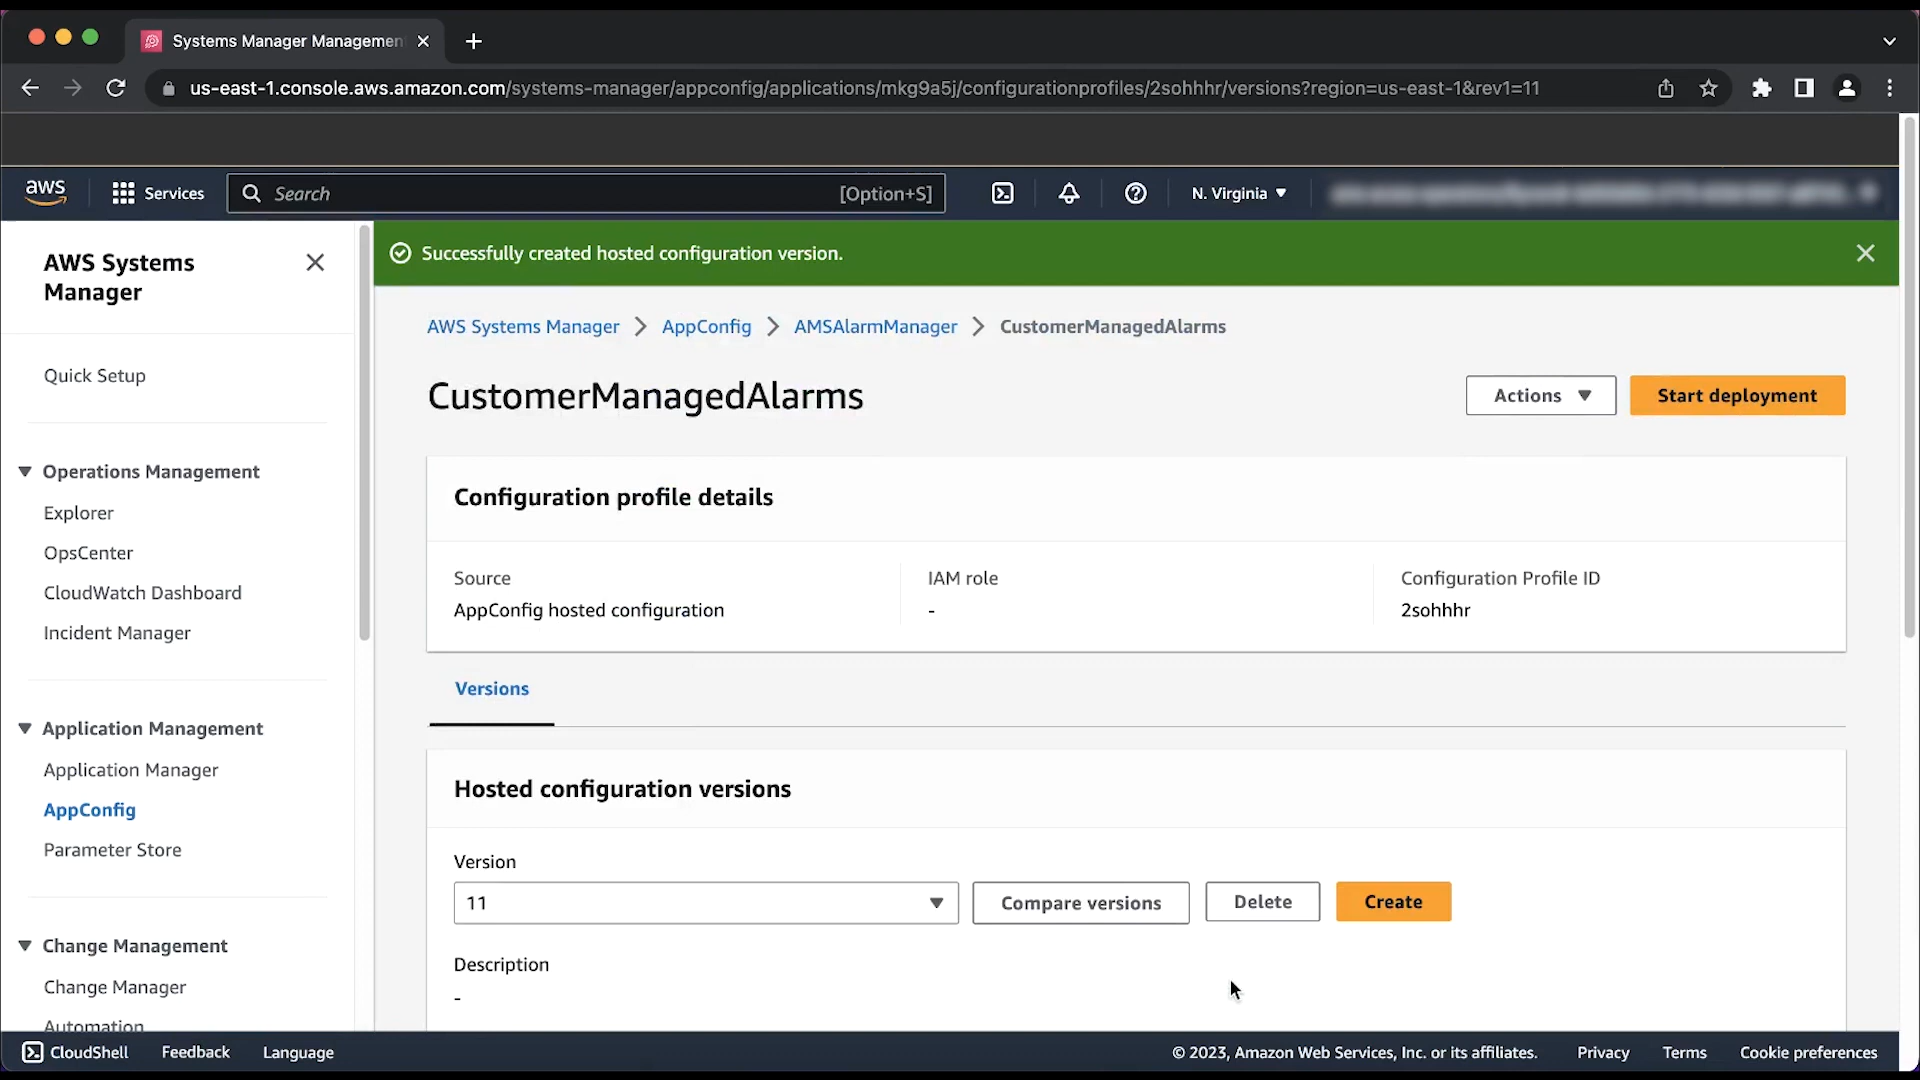 Systems Manager Managemen
us-east-1.console.aws.amazon.com/systems-manager/appconfig/applications/mkg9a5j/configurationprofiles/2sohhhr/versions?region=us-east-1&rev1=11
aws
Services
Search
[Option+S]
N. Virginia
AWS Systems
Manager
Successfully created hosted configuration version.
AWS Systems Manager
AppConfig
AMSAlarmManager
CustomerManagedAlarms
CustomerManagedAlarms
Actions
Start deployment
Quick Setup
Operations Management
Explorer
OpsCenter
CloudWatch Dashboard
Incident Manager
Application Management
Application Manager
AppConfig
Parameter Store
Change Management
Change Manager
Automation
Configuration profile details
Source
AppConfig hosted configuration
IAM role
-
Configuration Profile ID
2sohhhr
Versions
Hosted configuration versions
Version
11
Compare versions
Delete
Create
Description
-
CloudShell
Feedback
Language
© 2023, Amazon Web Services, Inc. or its affiliates.
Privacy
Terms
Cookie preferences